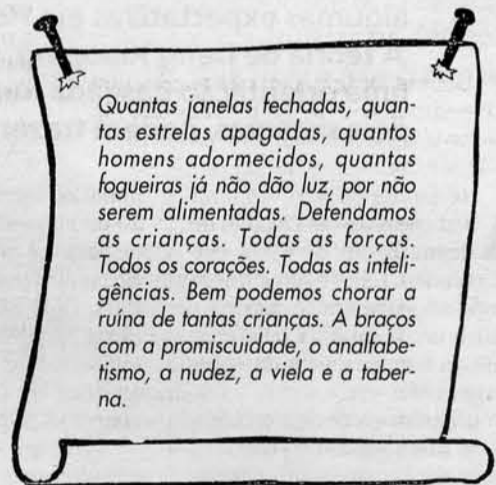 Quantas janelas fechadas, quan-
tas estrelas apagadas, quantos
homens adormecidos, quantas
fogueiras já não dão luz, por não
serem alimentadas. Defendamos
as crianças. Todas as forças.
Todos os corações. Todas as inteli-
gências. Bem podemos chorar a
ruína de tantas crianças. A braços
com a promiscuidade, o analfabe-
tismo, a nudez, a viela e a taber-
na.